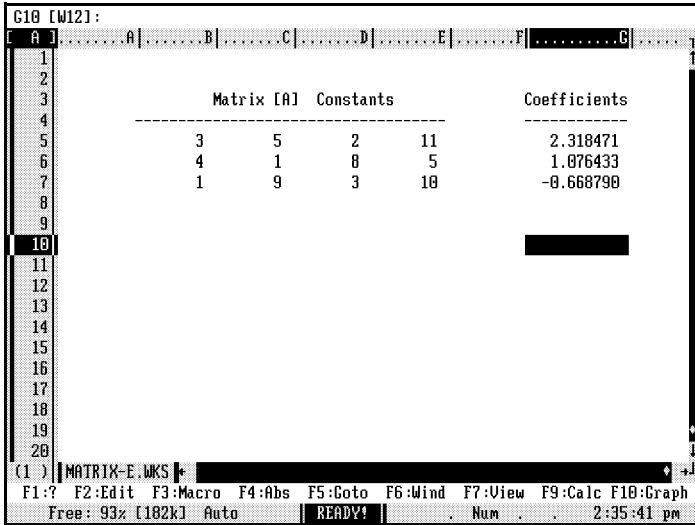 G10 [W12]:
[ A ]........A|.......B|.......C|.......D|.......E|.......F|..........G|.....
1
2
3 Matrix [A] Constants Coefficients
4 ------------------------------------ ------------
5 3 5 2 11 2.318471
6 4 1 8 5 1.076433
7 1 9 3 10 -0.668790
8
9
10
11
12
13
14
15
16
17
18
19
20
(1 ) MATRIX-E.WKS
F1:? F2:Edit F3:Macro F4:Abs F5:Goto F6:Wind F7:View F9:Calc F10:Graph
Free: 93% [182k] Auto READY! . Num . . 2:35:41 pm